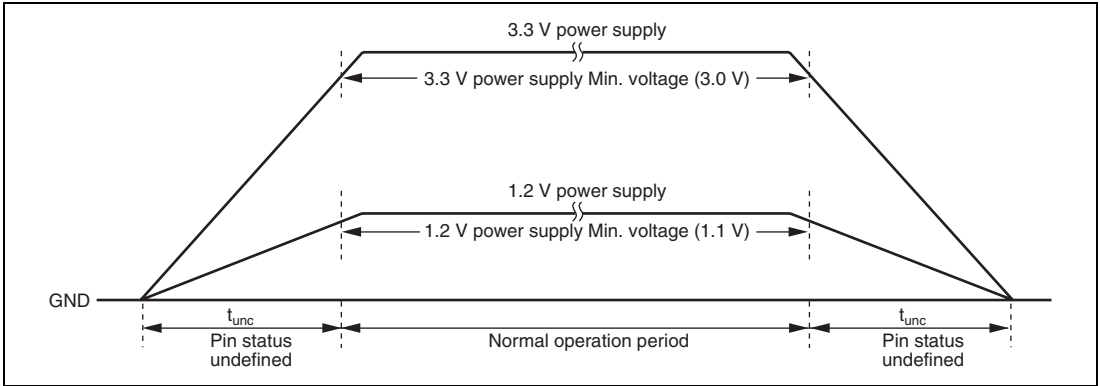 3.3 V power supply
3.3 V power supply Min. voltage (3.0 V)
1.2 V power supply
1.2 V power supply Min. voltage (1.1 V)
GND
tunc
Pin status
undefined
Normal operation period
tunc
Pin status
undefined